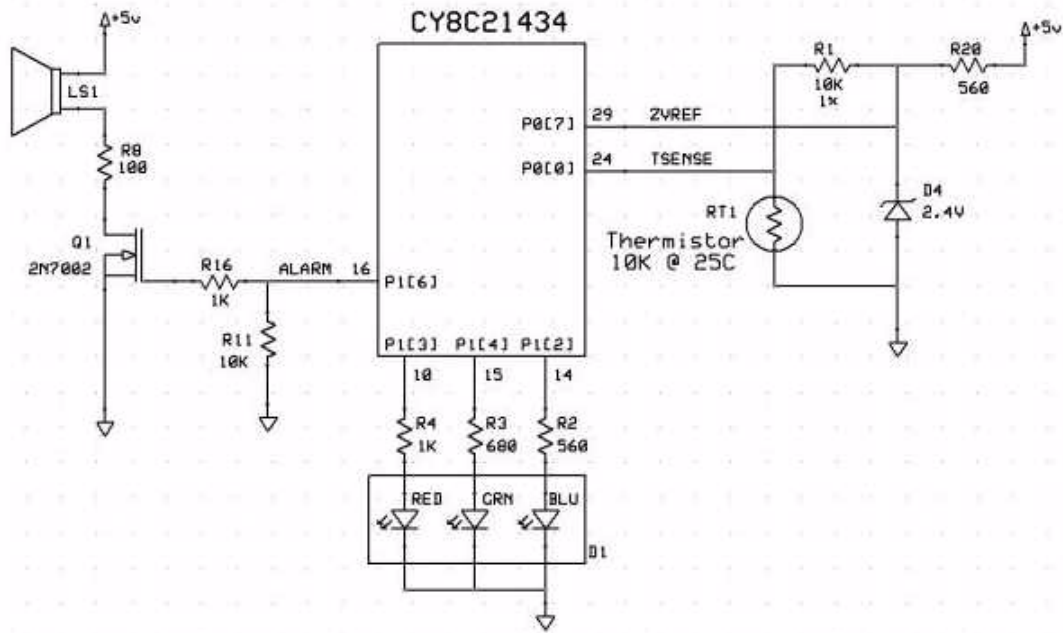 CY8C21434
+5v
LS1
R8
100
Q1
2N7002
R16
1K
ALARM
16
P1[6]
R11
10K
P0[7]
29
ZVREF
P0[0]
24
TSENSE
R1
10K
1%
R20
560
+5v
RT1
Thermistor
10K @ 25C
D4
2.4V
P1[3]
P1[4]
P1[2]
10
15
14
R4
1K
R3
680
R2
560
RED
GRN
BLU
D1